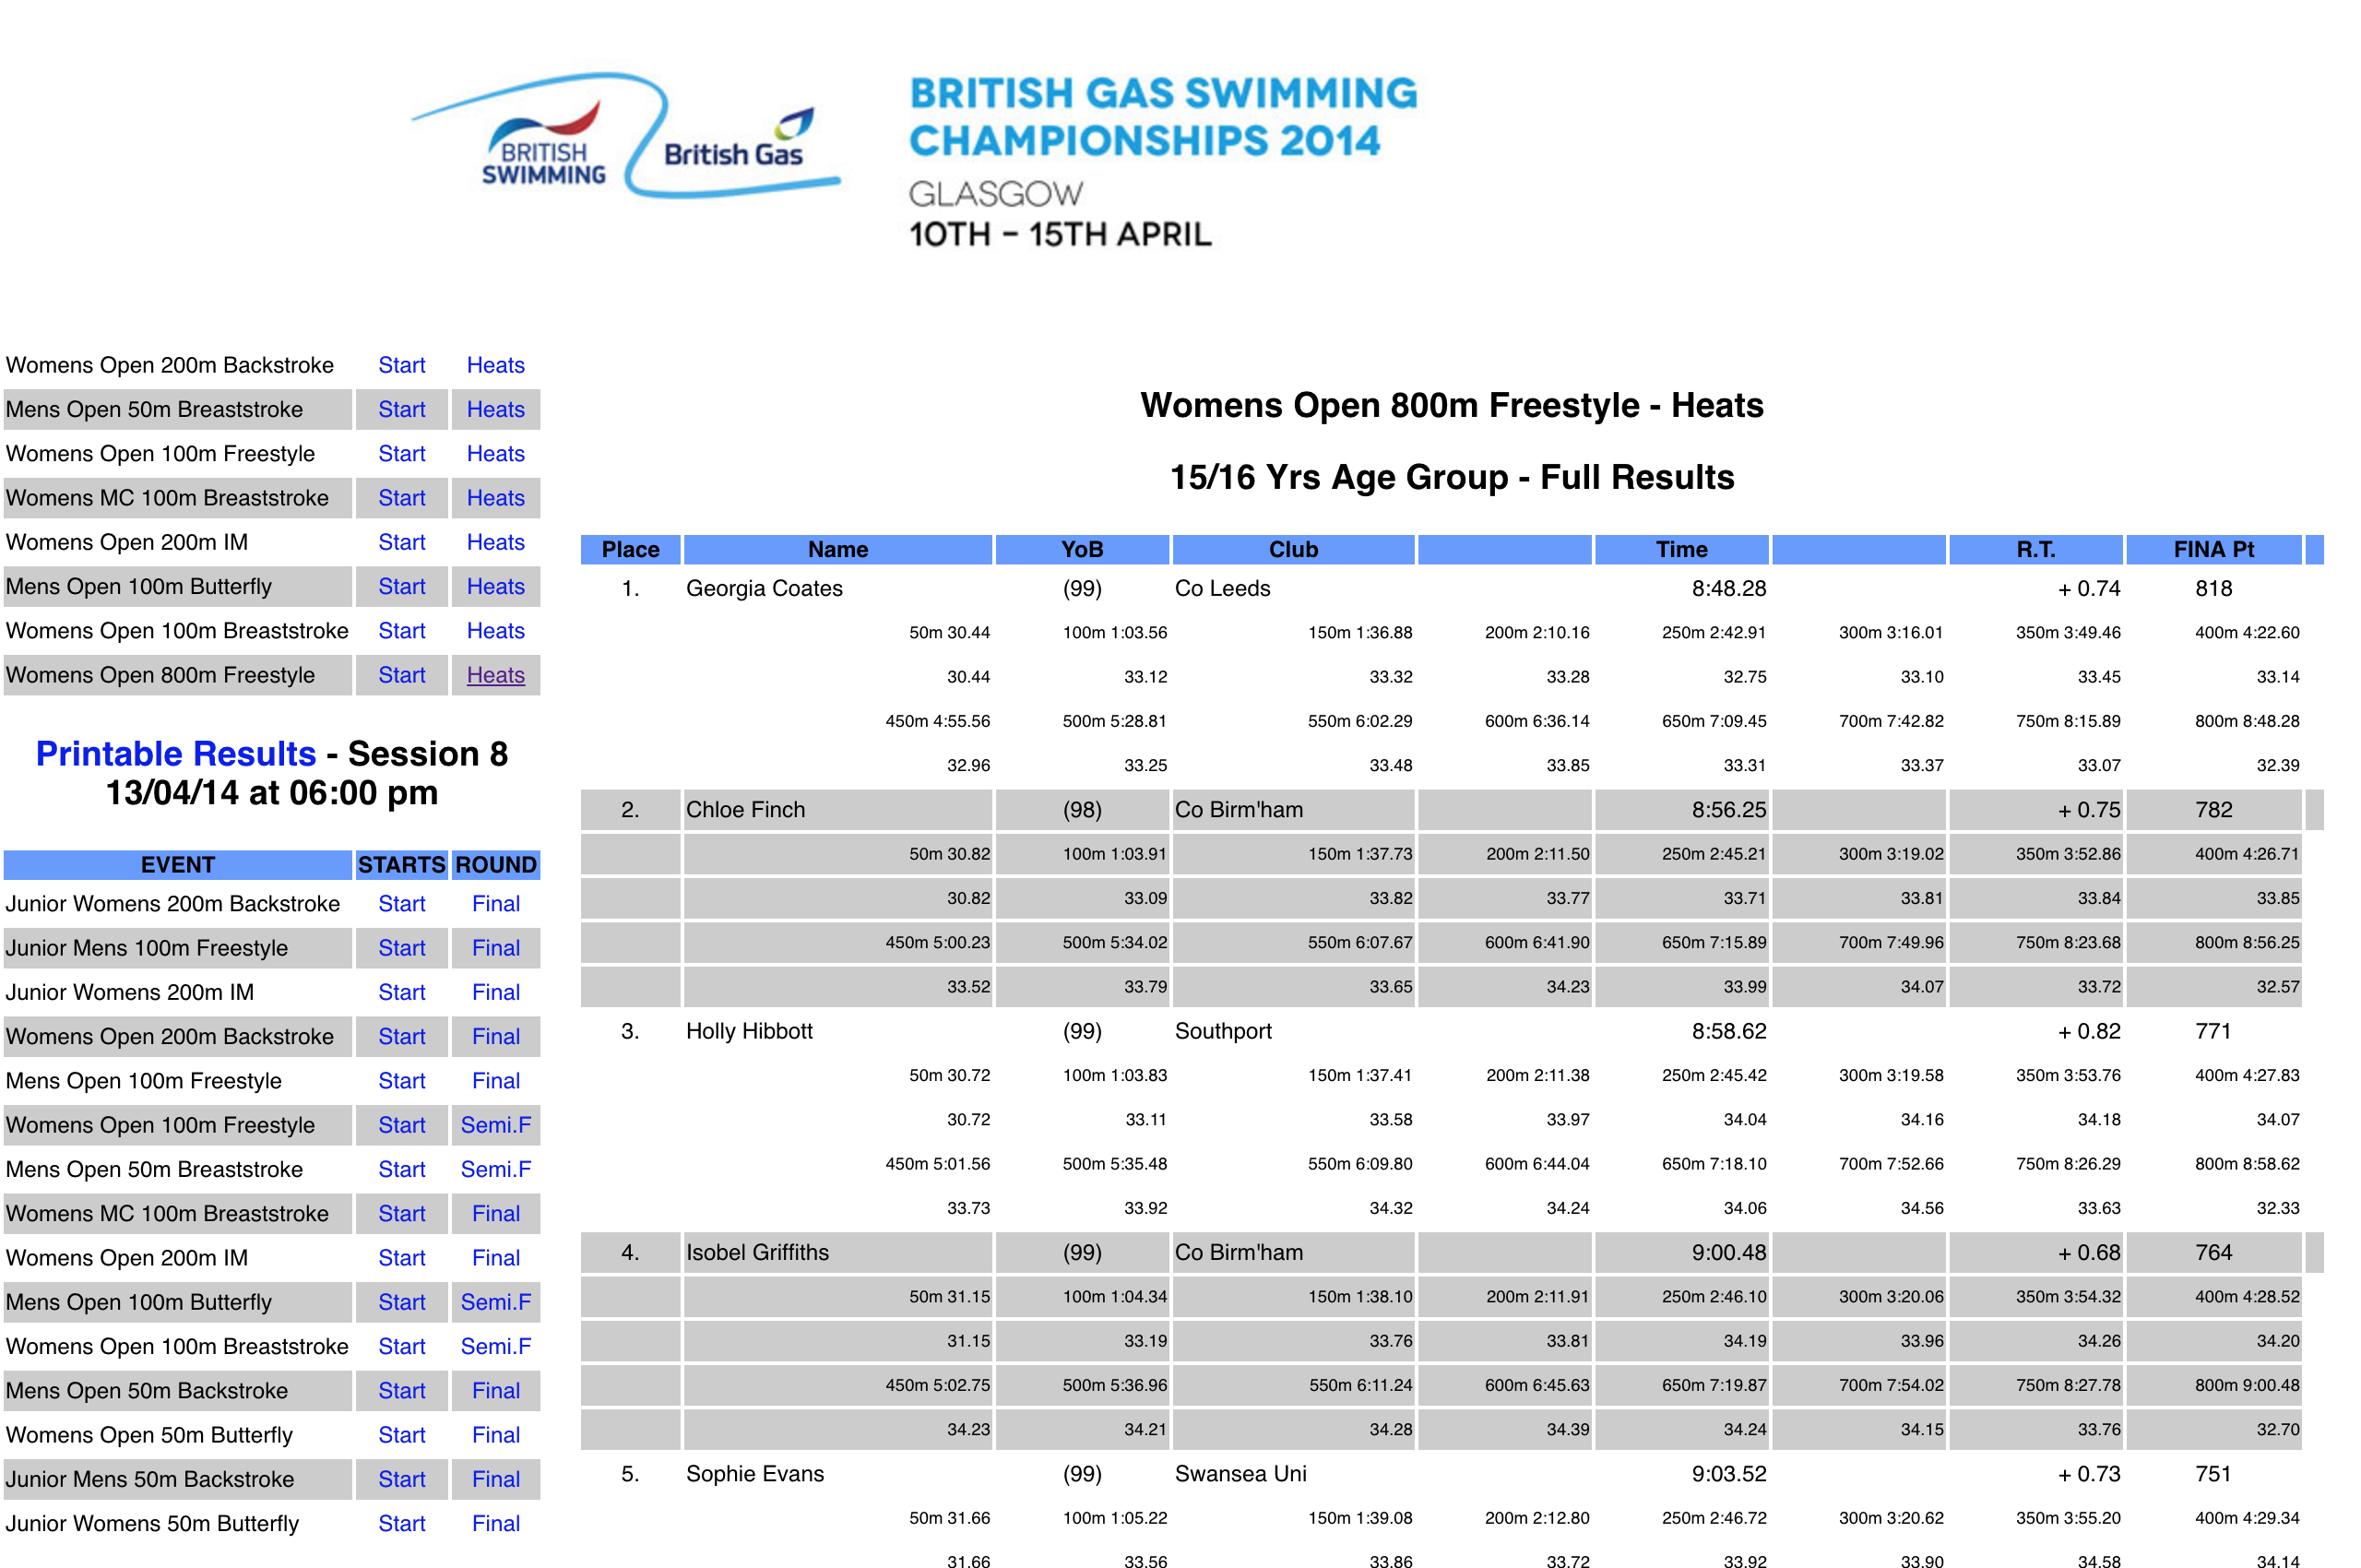 BRITISH
SWIMMING
British Gas
BRITISH GAS SWIMMING
CHAMPIONSHIPS 2014
GLASGOW
10TH – 15TH APRIL
Womens Open 200m Backstroke Start Heats
Mens Open 50m Breaststroke Start Heats
Womens Open 100m Freestyle Start Heats
Womens MC 100m Breaststroke Start Heats
Womens Open 200m IM Start Heats
Mens Open 100m Butterfly Start Heats
Womens Open 100m Breaststroke Start Heats
Womens Open 800m Freestyle Start Heats
Printable Results - Session 8
13/04/14 at 06:00 pm
EVENT STARTS ROUND
Junior Womens 200m Backstroke Start Final
Junior Mens 100m Freestyle Start Final
Junior Womens 200m IM Start Final
Womens Open 200m Backstroke Start Final
Mens Open 100m Freestyle Start Final
Womens Open 100m Freestyle Start Semi.F
Mens Open 50m Breaststroke Start Semi.F
Womens MC 100m Breaststroke Start Final
Womens Open 200m IM Start Final
Mens Open 100m Butterfly Start Semi.F
Womens Open 100m Breaststroke Start Semi.F
Mens Open 50m Backstroke Start Final
Womens Open 50m Butterfly Start Final
Junior Mens 50m Backstroke Start Final
Junior Womens 50m Butterfly Start Final
Womens Open 800m Freestyle - Heats
15/16 Yrs Age Group - Full Results
Place Name YoB Club Time R.T. FINA Pt
1. Georgia Coates (99) Co Leeds 8:48.28 + 0.74 818
50m 30.44 100m 1:03.56 150m 1:36.88 200m 2:10.16 250m 2:42.91 300m 3:16.01 350m 3:49.46 400m 4:22.60
30.44 33.12 33.32 33.28 32.75 33.10 33.45 33.14
450m 4:55.56 500m 5:28.81 550m 6:02.29 600m 6:36.14 650m 7:09.45 700m 7:42.82 750m 8:15.89 800m 8:48.28
32.96 33.25 33.48 33.85 33.31 33.37 33.07 32.39
2. Chloe Finch (98) Co Birm'ham 8:56.25 + 0.75 782
50m 30.82 100m 1:03.91 150m 1:37.73 200m 2:11.50 250m 2:45.21 300m 3:19.02 350m 3:52.86 400m 4:26.71
30.82 33.09 33.82 33.77 33.71 33.81 33.84 33.85
450m 5:00.23 500m 5:34.02 550m 6:07.67 600m 6:41.90 650m 7:15.89 700m 7:49.96 750m 8:23.68 800m 8:56.25
33.52 33.79 33.65 34.23 33.99 34.07 33.72 32.57
3. Holly Hibbott (99) Southport 8:58.62 + 0.82 771
50m 30.72 100m 1:03.83 150m 1:37.41 200m 2:11.38 250m 2:45.42 300m 3:19.58 350m 3:53.76 400m 4:27.83
30.72 33.11 33.58 33.97 34.04 34.16 34.18 34.07
450m 5:01.56 500m 5:35.48 550m 6:09.80 600m 6:44.04 650m 7:18.10 700m 7:52.66 750m 8:26.29 800m 8:58.62
33.73 33.92 34.32 34.24 34.06 34.56 33.63 32.33
4. Isobel Griffiths (99) Co Birm'ham 9:00.48 + 0.68 764
50m 31.15 100m 1:04.34 150m 1:38.10 200m 2:11.91 250m 2:46.10 300m 3:20.06 350m 3:54.32 400m 4:28.52
31.15 33.19 33.76 33.81 34.19 33.96 34.26 34.20
450m 5:02.75 500m 5:36.96 550m 6:11.24 600m 6:45.63 650m 7:19.87 700m 7:54.02 750m 8:27.78 800m 9:00.48
34.23 34.21 34.28 34.39 34.24 34.15 33.76 32.70
5. Sophie Evans (99) Swansea Uni 9:03.52 + 0.73 751
50m 31.66 100m 1:05.22 150m 1:39.08 200m 2:12.80 250m 2:46.72 300m 3:20.62 350m 3:55.20 400m 4:29.34
31.66 33.56 33.86 33.72 33.92 33.90 34.58 34.14